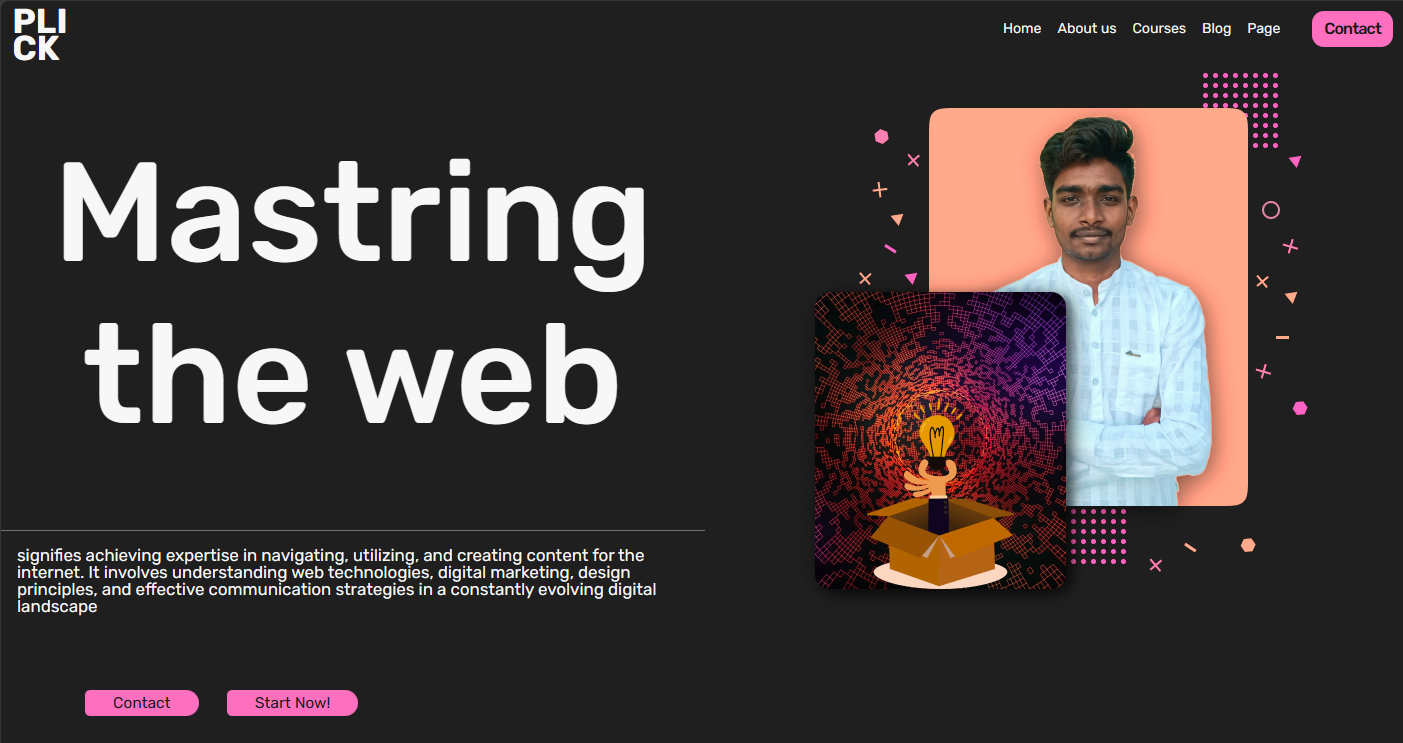 PLI
CK
Home About us Courses Blog Page Contact
Mastring
the web
signifies achieving expertise in navigating, utilizing, and creating content for the
internet. It involves understanding web technologies, digital marketing, design
principles, and effective communication strategies in a constantly evolving digital
landscape
Contact Start Now!